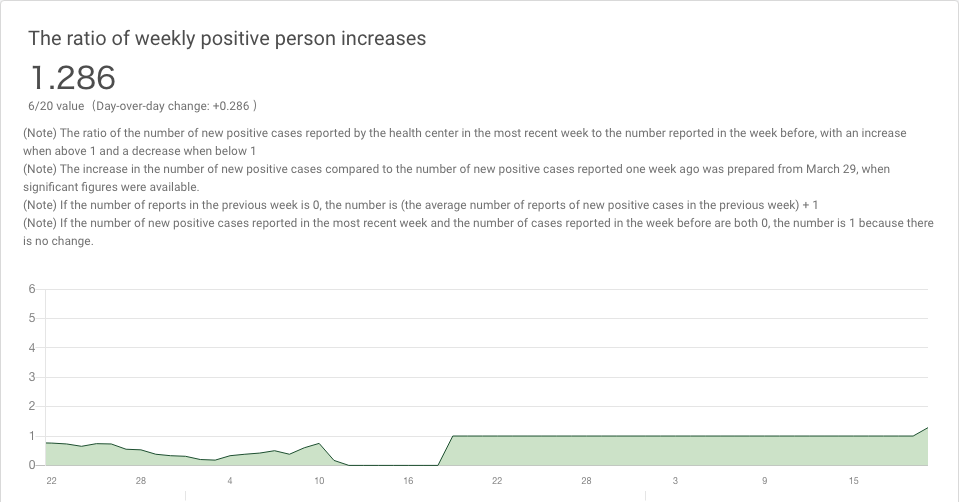 The ratio of weekly positive person increases
1.286
6/20 value（Day-over-day change: +0.286 ）
(Note) The ratio of the number of new positive cases reported by the health center in the most recent week to the number reported in the week before, with an increase
when above 1 and a decrease when below 1
(Note) The increase in the number of new positive cases compared to the number of new positive cases reported one week ago was prepared from March 29, when
significant figures were available.
(Note) If the number of reports in the previous week is 0, the number is (the average number of reports of new positive cases in the previous week) + 1
(Note) If the number of new positive cases reported in the most recent week and the number of cases reported in the week before are both 0, the number is 1 because there
is no change.
6
5
4
3
2
1
0
22 28 4 10 16 22 28 3 9 15